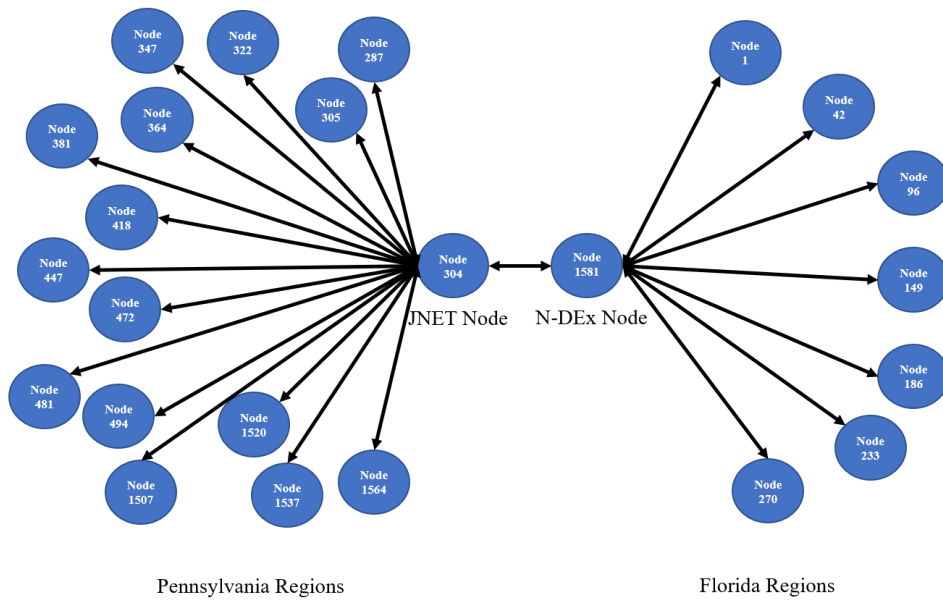 Node
347
Node
322
Node
287
Node
1
Node
305
Node
364
Node
42
Node
381
Node
96
Node
418
Node
447
Node
304
Node
1581
Node
149
Node
472
JNET Node
N-DEx Node
Node
186
Node
481
Node
494
Node
1520
Node
233
Node
1507
Node
1537
Node
1564
Node
270
Pennsylvania Regions
Florida Regions